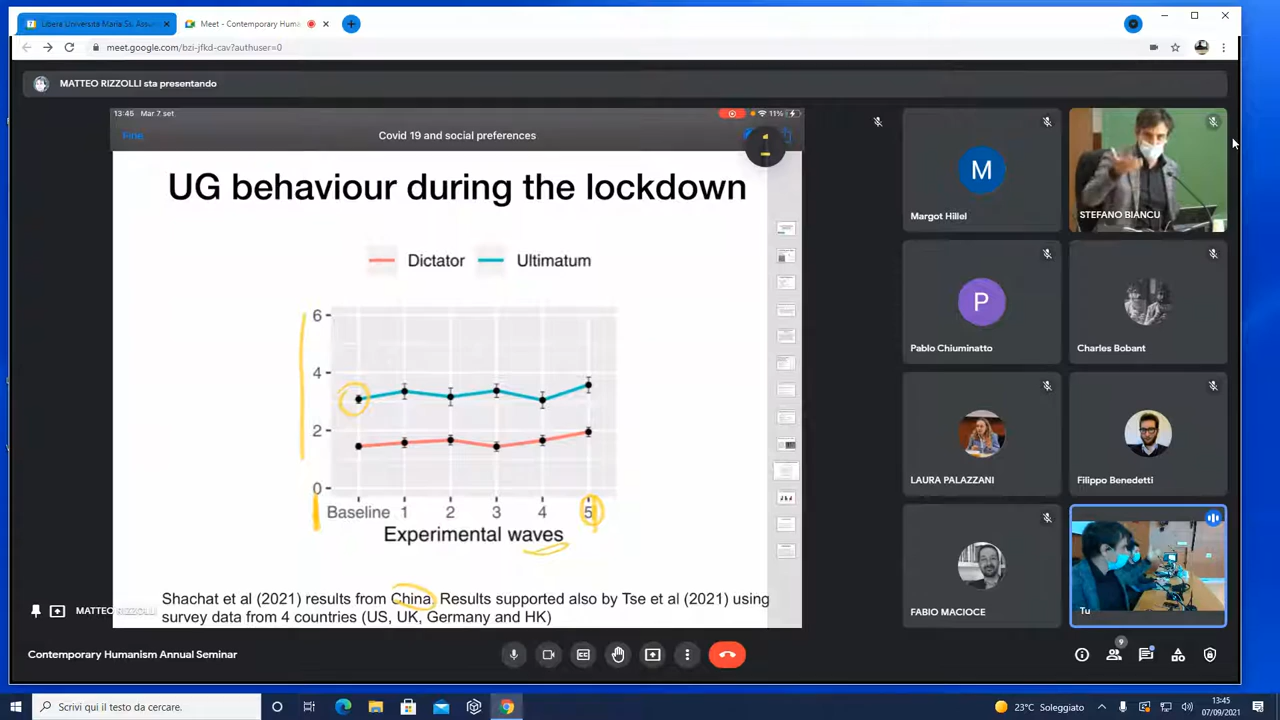 Libera Università Maria Ss. Assun
Meet - Contemporary Huma
meet.google.com/bzi-jfkd-cav?authuser=0
MATTEO RIZZOLLI sta presentando
13:45 Mar 7 set
11%
Fine
Covid 19 and social preferences
1
UG behaviour during the lockdown
Dictator
Ultimatum
6
4
2
0
Baseline 1 2 3 4 5
Experimental waves
Shachat et al (2021) results from China. Results supported also by Tse et al (2021) using
survey data from 4 countries (US, UK, Germany and HK)
MATTEO RIZZOLLI
M
Margot Hillel
STEFANO BIANCU
P
Pablo Chiuminatto
Charles Bobant
LAURA PALAZZANI
Filippo Benedetti
FABIO MACIOCE
Tu
Contemporary Humanism Annual Seminar
9
Scrivi qui il testo da cercare.
23°C Soleggiato
13:45
07/09/2021